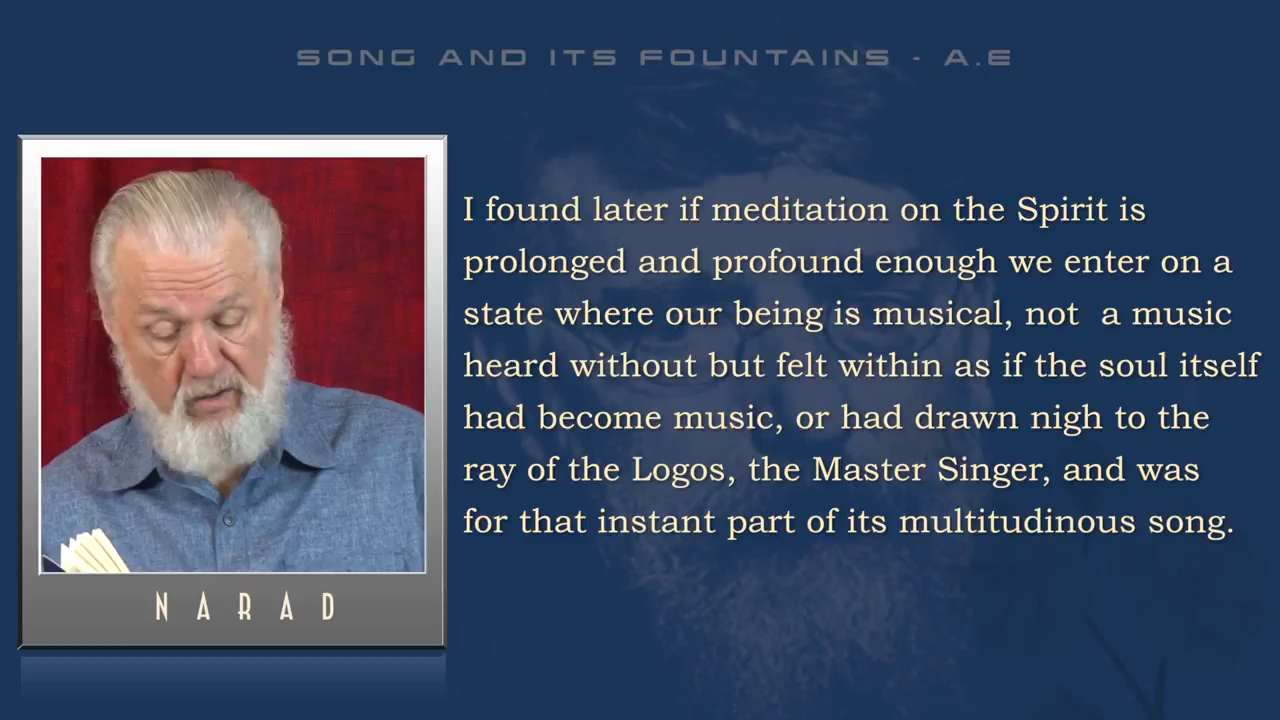 SONG AND ITS FOUNTAINS - A.E
I found later if meditation on the Spirit is
prolonged and profound enough we enter on a
state where our being is musical, not  a music
heard without but felt within as if the soul itself
had become music, or had drawn nigh to the
ray of the Logos, the Master Singer, and was
for that instant part of its multitudinous song.
NARAD